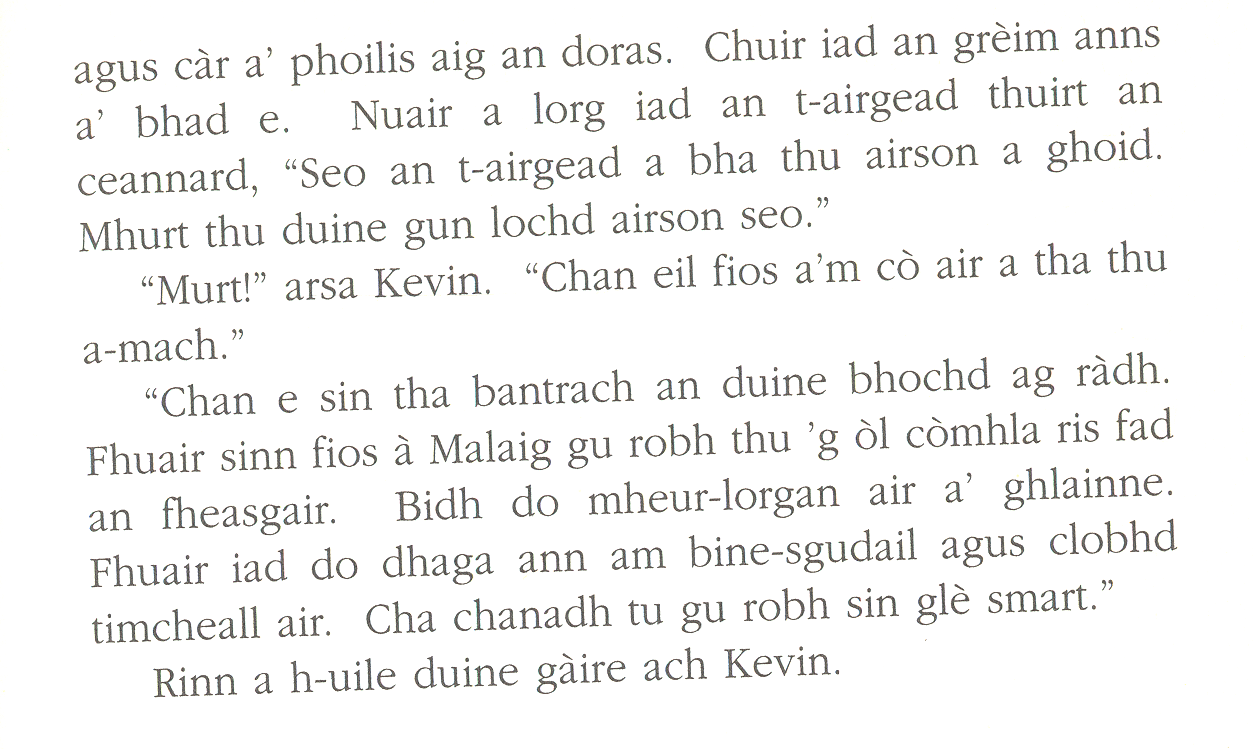 agus càr a’ phoilis aig an doras. Chuir iad an grèim anns
a’ bhad e. Nuair a lorg iad an t-airgead thuirt an
ceannard, “Seo an t-airgead a bha thu airson a ghoid.
Mhurt thu duine gun lochd airson seo.”
“Murt!” arsa Kevin. “Chan eil fios a’m cò air a tha thu
a-mach.”
“Chan e sin tha bantrach an duine bhochd ag ràdh.
Fhuair sinn fios à Malaig gu robh thu ’g òl còmhla ris fad
an fheasgair. Bidh do mheur-lorgan air a’ ghlainne.
Fhuair iad do dhaga ann am bine-sgudail agus clobhd
timcheall air. Cha chanadh tu gu robh sin glè smart.”
Rinn a h-uile duine gàire ach Kevin.